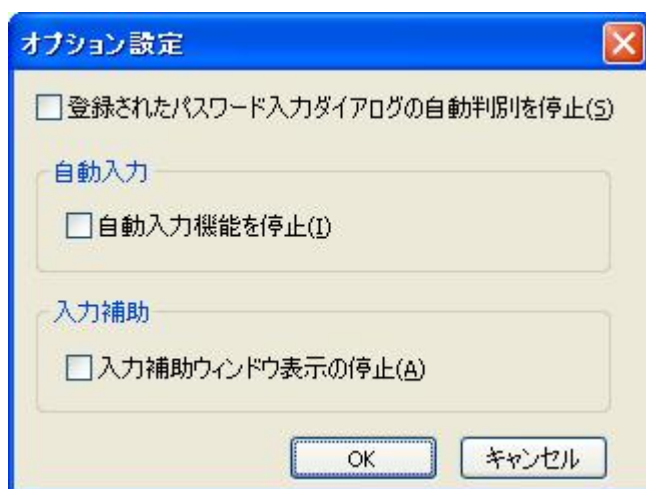 オプション設定
登録されたパスワード入力ダイアログの自動判別を停止(S)
自動入力
自動入力機能を停止(I)
入力補助
入力補助ウィンドウ表示の停止(A)
OK キャンセル